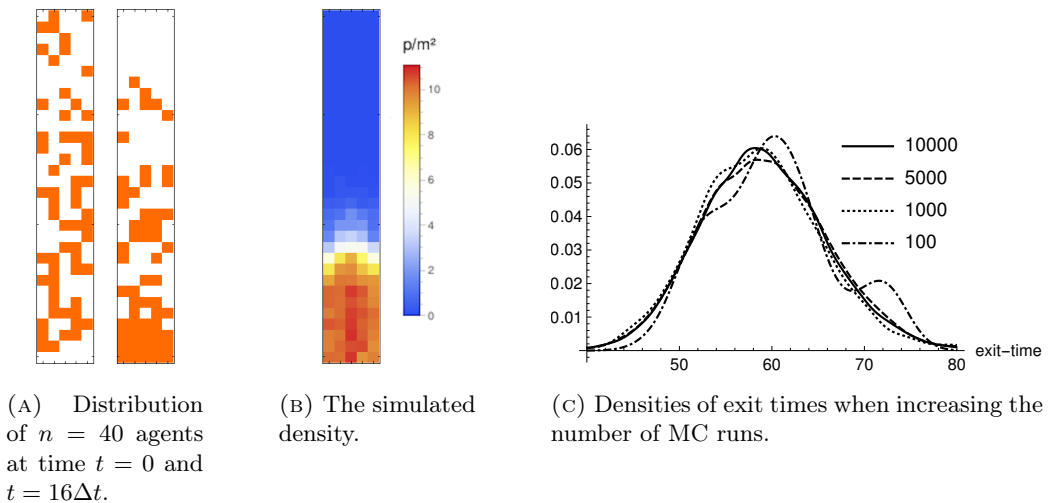 p/m²
10
8
6
4
2
0
0.06
0.05
0.04
0.03
0.02
0.01
50
60
70
80
exit-time
10000
5000
1000
100
(A) Distribution
of n = 40 agents
at time t = 0 and
t = 16Δt.
(B) The simulated
density.
(C) Densities of exit times when increasing the
number of MC runs.